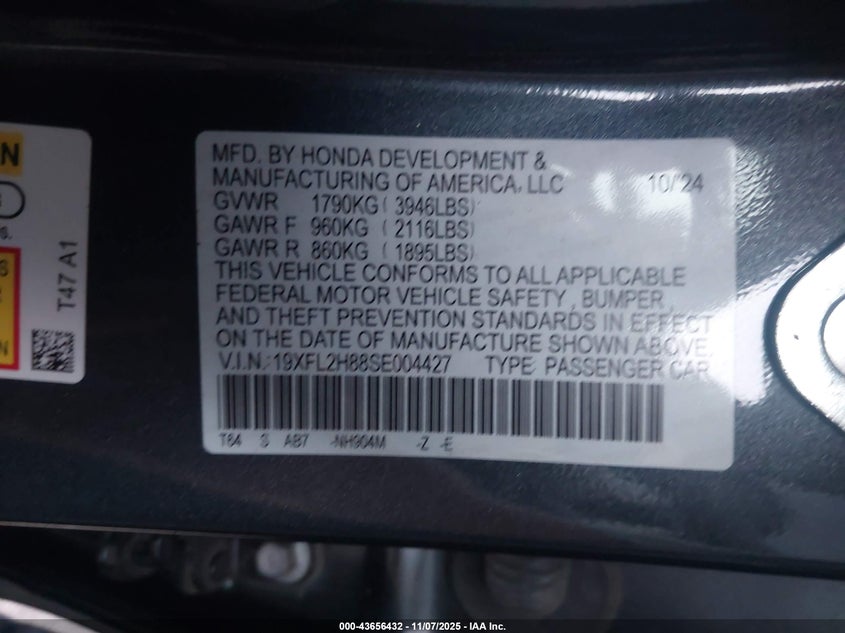 N
S.
S
N
T47 A1
MFD. BY HONDA DEVELOPMENT &
MANUFACTURING OF AMERICA, LLC 10/'24
GVWR 1790KG ( 3946LBS)
GAWR F 960KG ( 2116LBS)
GAWR R 860KG ( 1895LBS)
THIS VEHICLE CONFORMS TO ALL APPLICABLE
FEDERAL MOTOR VEHICLE SAFETY, BUMPER,
AND THEFT PREVENTION STANDARDS IN EFFECT
ON THE DATE OF MANUFACTURE SHOWN ABOVE.
V.I.N.:19XFL2H88SE004427 TYPE: PASSENGER CAR
T64 S AB7 -NH904M -Z -E
000-43656432 - 11/07/2025 - IAA Inc.